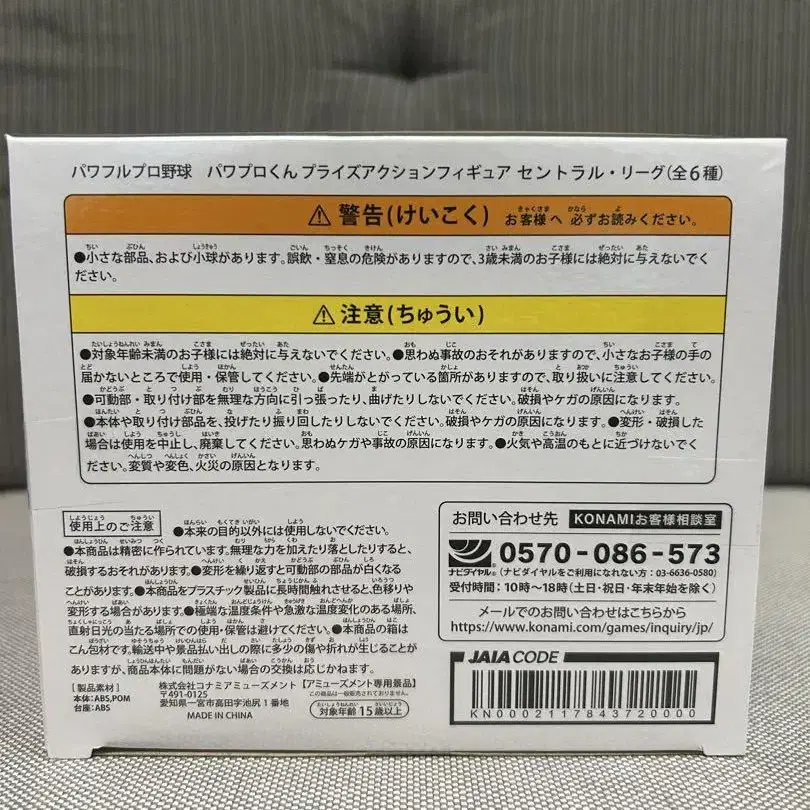 パワフルプロ野球 パワプロくん プライズアクションフィギュア セントラル・リーグ(全6種)
⚠警告(けいこく) お客様へ 必ずお読みください。
●小さな部品、および小球があります。誤飲・窒息の危険がありますので、3歳未満のお子様には絶対に与えないでく
ださい。
⚠注意(ちゅうい)
●対象年齢未満のお子様には絶対に与えないでください。●思わぬ事故のおそれがありますので、小さなお子様の手の
届かないところで使用・保管してください。●先端がとがっている箇所がありますので、取り扱いに注意してください。
●可動部・取り付け部を無理な方向に引っ張ったり、曲げたりしないでください。破損やケガの原因になります。
●本体や取り付け部品を、投げたり振り回したりしないでください。破損やケガの原因になります。●変形・破損した
場合は使用を中止し、廃棄してください。思わぬケガや事故の原因になります。●火気や高温のもとに近づけないでく
ださい。変質や変色、火災の原因となります。
使用上のご注意 ●本来の目的以外には使用しないでください。
●本商品は精密に作られています。無理な力を加えたり落としたりすると、
破損するおそれがあります。●変形を繰り返すと可動部の部品が白くなる
ことがあります。●本商品をプラスチック製品に長時間触れさせると、色移りや
変形する場合があります。●極端な温度条件や急激な温度変化のある場所、
直射日光の当たる場所での使用・保管は避けてください。●本商品の箱は
こん包材です。輸送中や景品払い出しの際に多少の傷や折れが生じることが
ありますが、商品本体に問題がない場合の交換は応じかねます。
[製品素材]
本体:ABS,POM
台座:ABS
株式会社コナミアミューズメント
〒491-0125
愛知県一宮市高田字池尻1番地
MADE IN CHINA
【アミューズメント専用景品】
この商品は一般販売されておりません。
対象年齢15歳以上
お問い合わせ先 KONAMIお客様相談室
ナビダイヤル® 0570-086-573
(ナビダイヤルをご利用になれない方:03-6636-0580)
受付時間:10時〜18時(土日・祝日・年末年始を除く)
メールでのお問い合わせはこちらから
https://www.konami.com/games/inquiry/jp/
JAIA CODE
KN0002117843720000